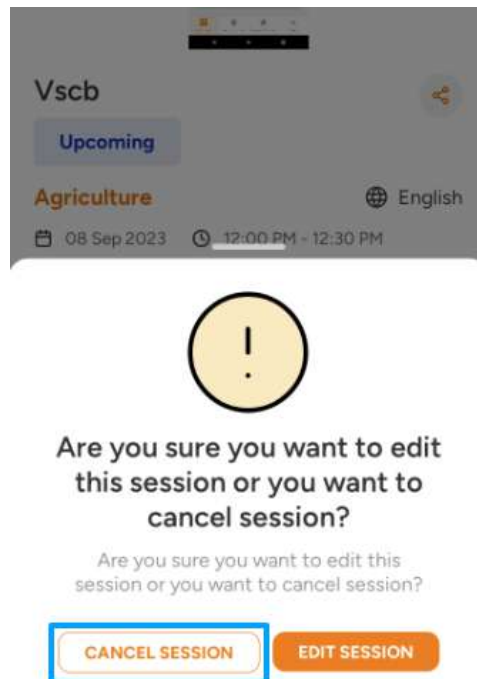 Vscb
Upcoming
Agriculture English
08 Sep 2023 12:00 PM - 12:30 PM
Are you sure you want to edit
this session or you want to
cancel session?
Are you sure you want to edit this
session or you want to cancel session?
CANCEL SESSION EDIT SESSION